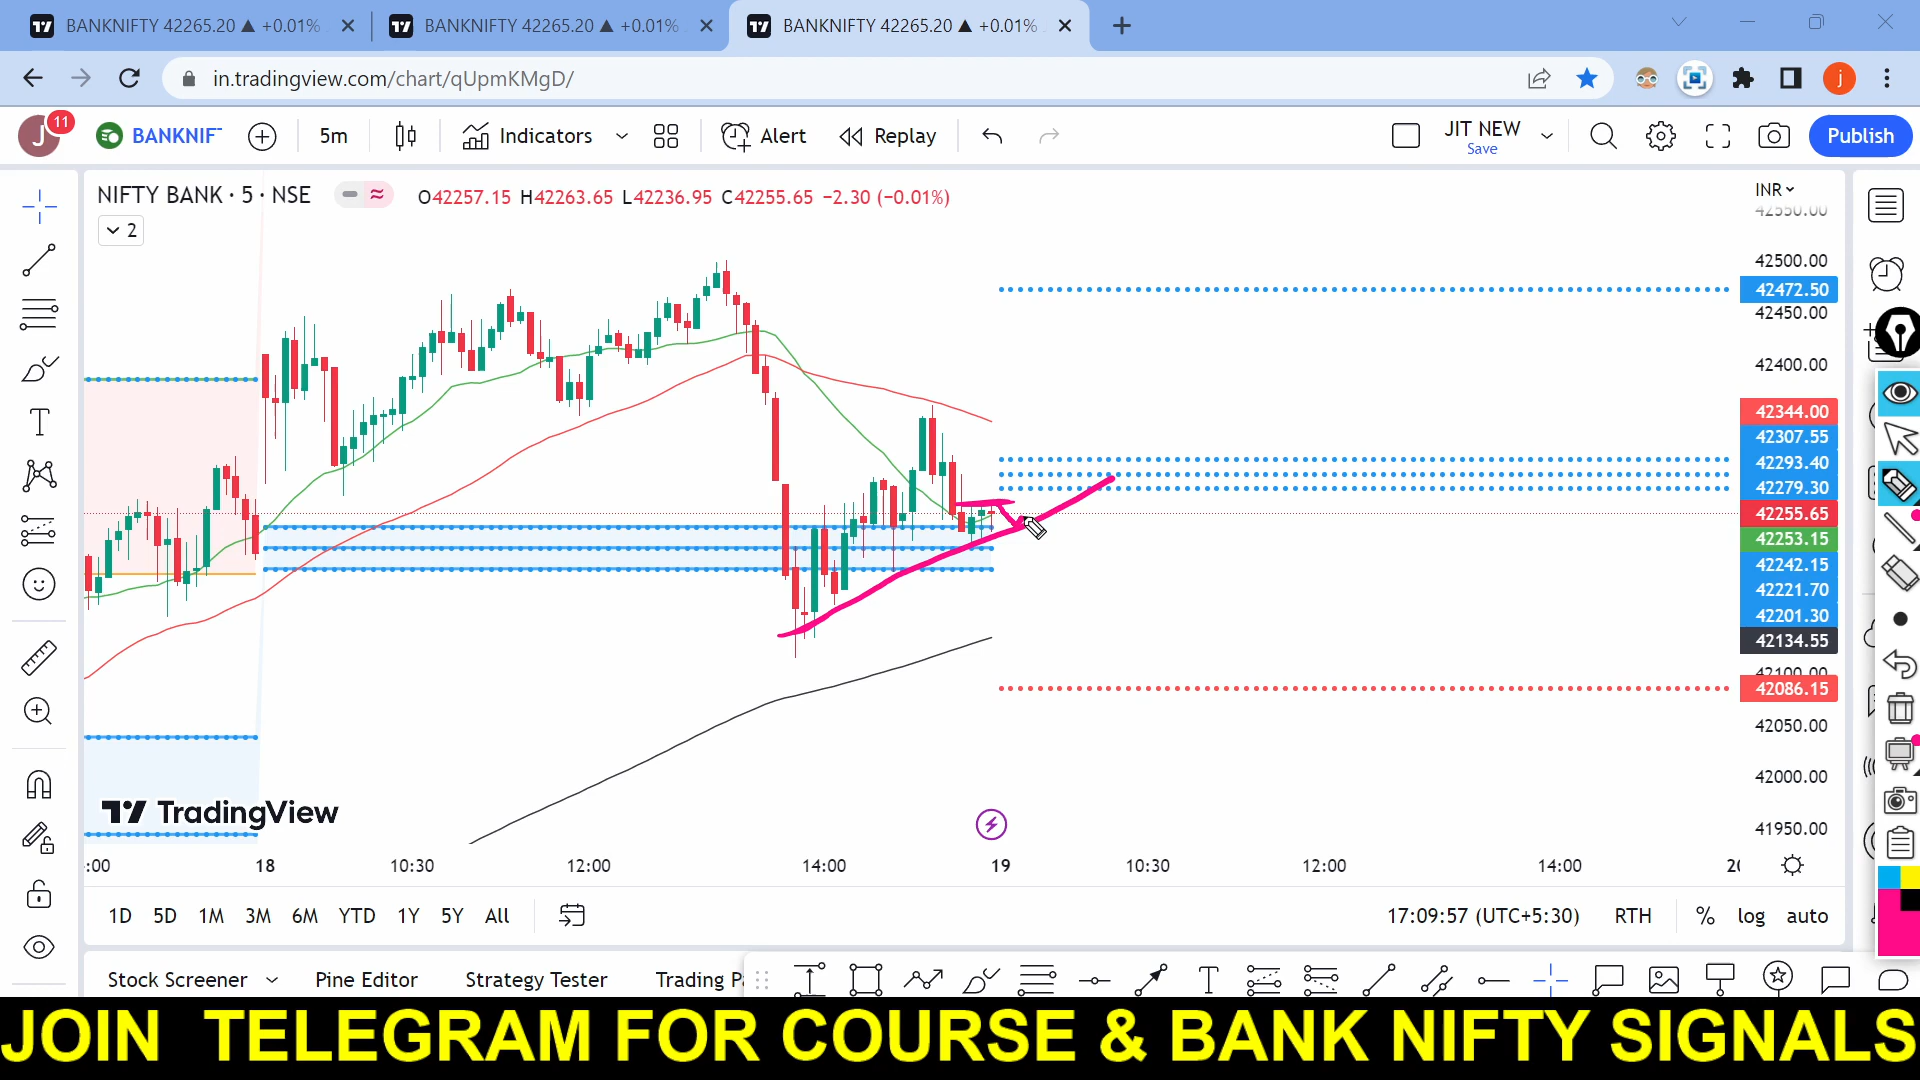 BANKNIFTY 42265.20 ▲ +0.01%
BANKNIFTY 42265.20 ▲ +0.01%
BANKNIFTY 42265.20 ▲ +0.01%
in.tradingview.com/chart/qUpmKMgD/
j
J
11
BANKNIF
5m
Indicators
Alert
Replay
JIT NEW
Save
Publish
NIFTY BANK · 5 · NSE
O42257.15 H42263.65 L42236.95 C42255.65 −2.30 (−0.01%)
2
INR
42550.00
42500.00
42472.50
42450.00
42400.00
42344.00
42307.55
42293.40
42279.30
42255.65
42253.15
42242.15
42221.70
42201.30
42134.55
42100.00
42086.15
42050.00
42000.00
41950.00
TradingView
:00 18 10:30 12:00 14:00 19 10:30 12:00 14:00
1D 5D 1M 3M 6M YTD 1Y 5Y All
17:09:57 (UTC+5:30) RTH % log auto
Stock Screener Pine Editor Strategy Tester Trading
JOIN TELEGRAM FOR COURSE & BANK NIFTY SIGNALS